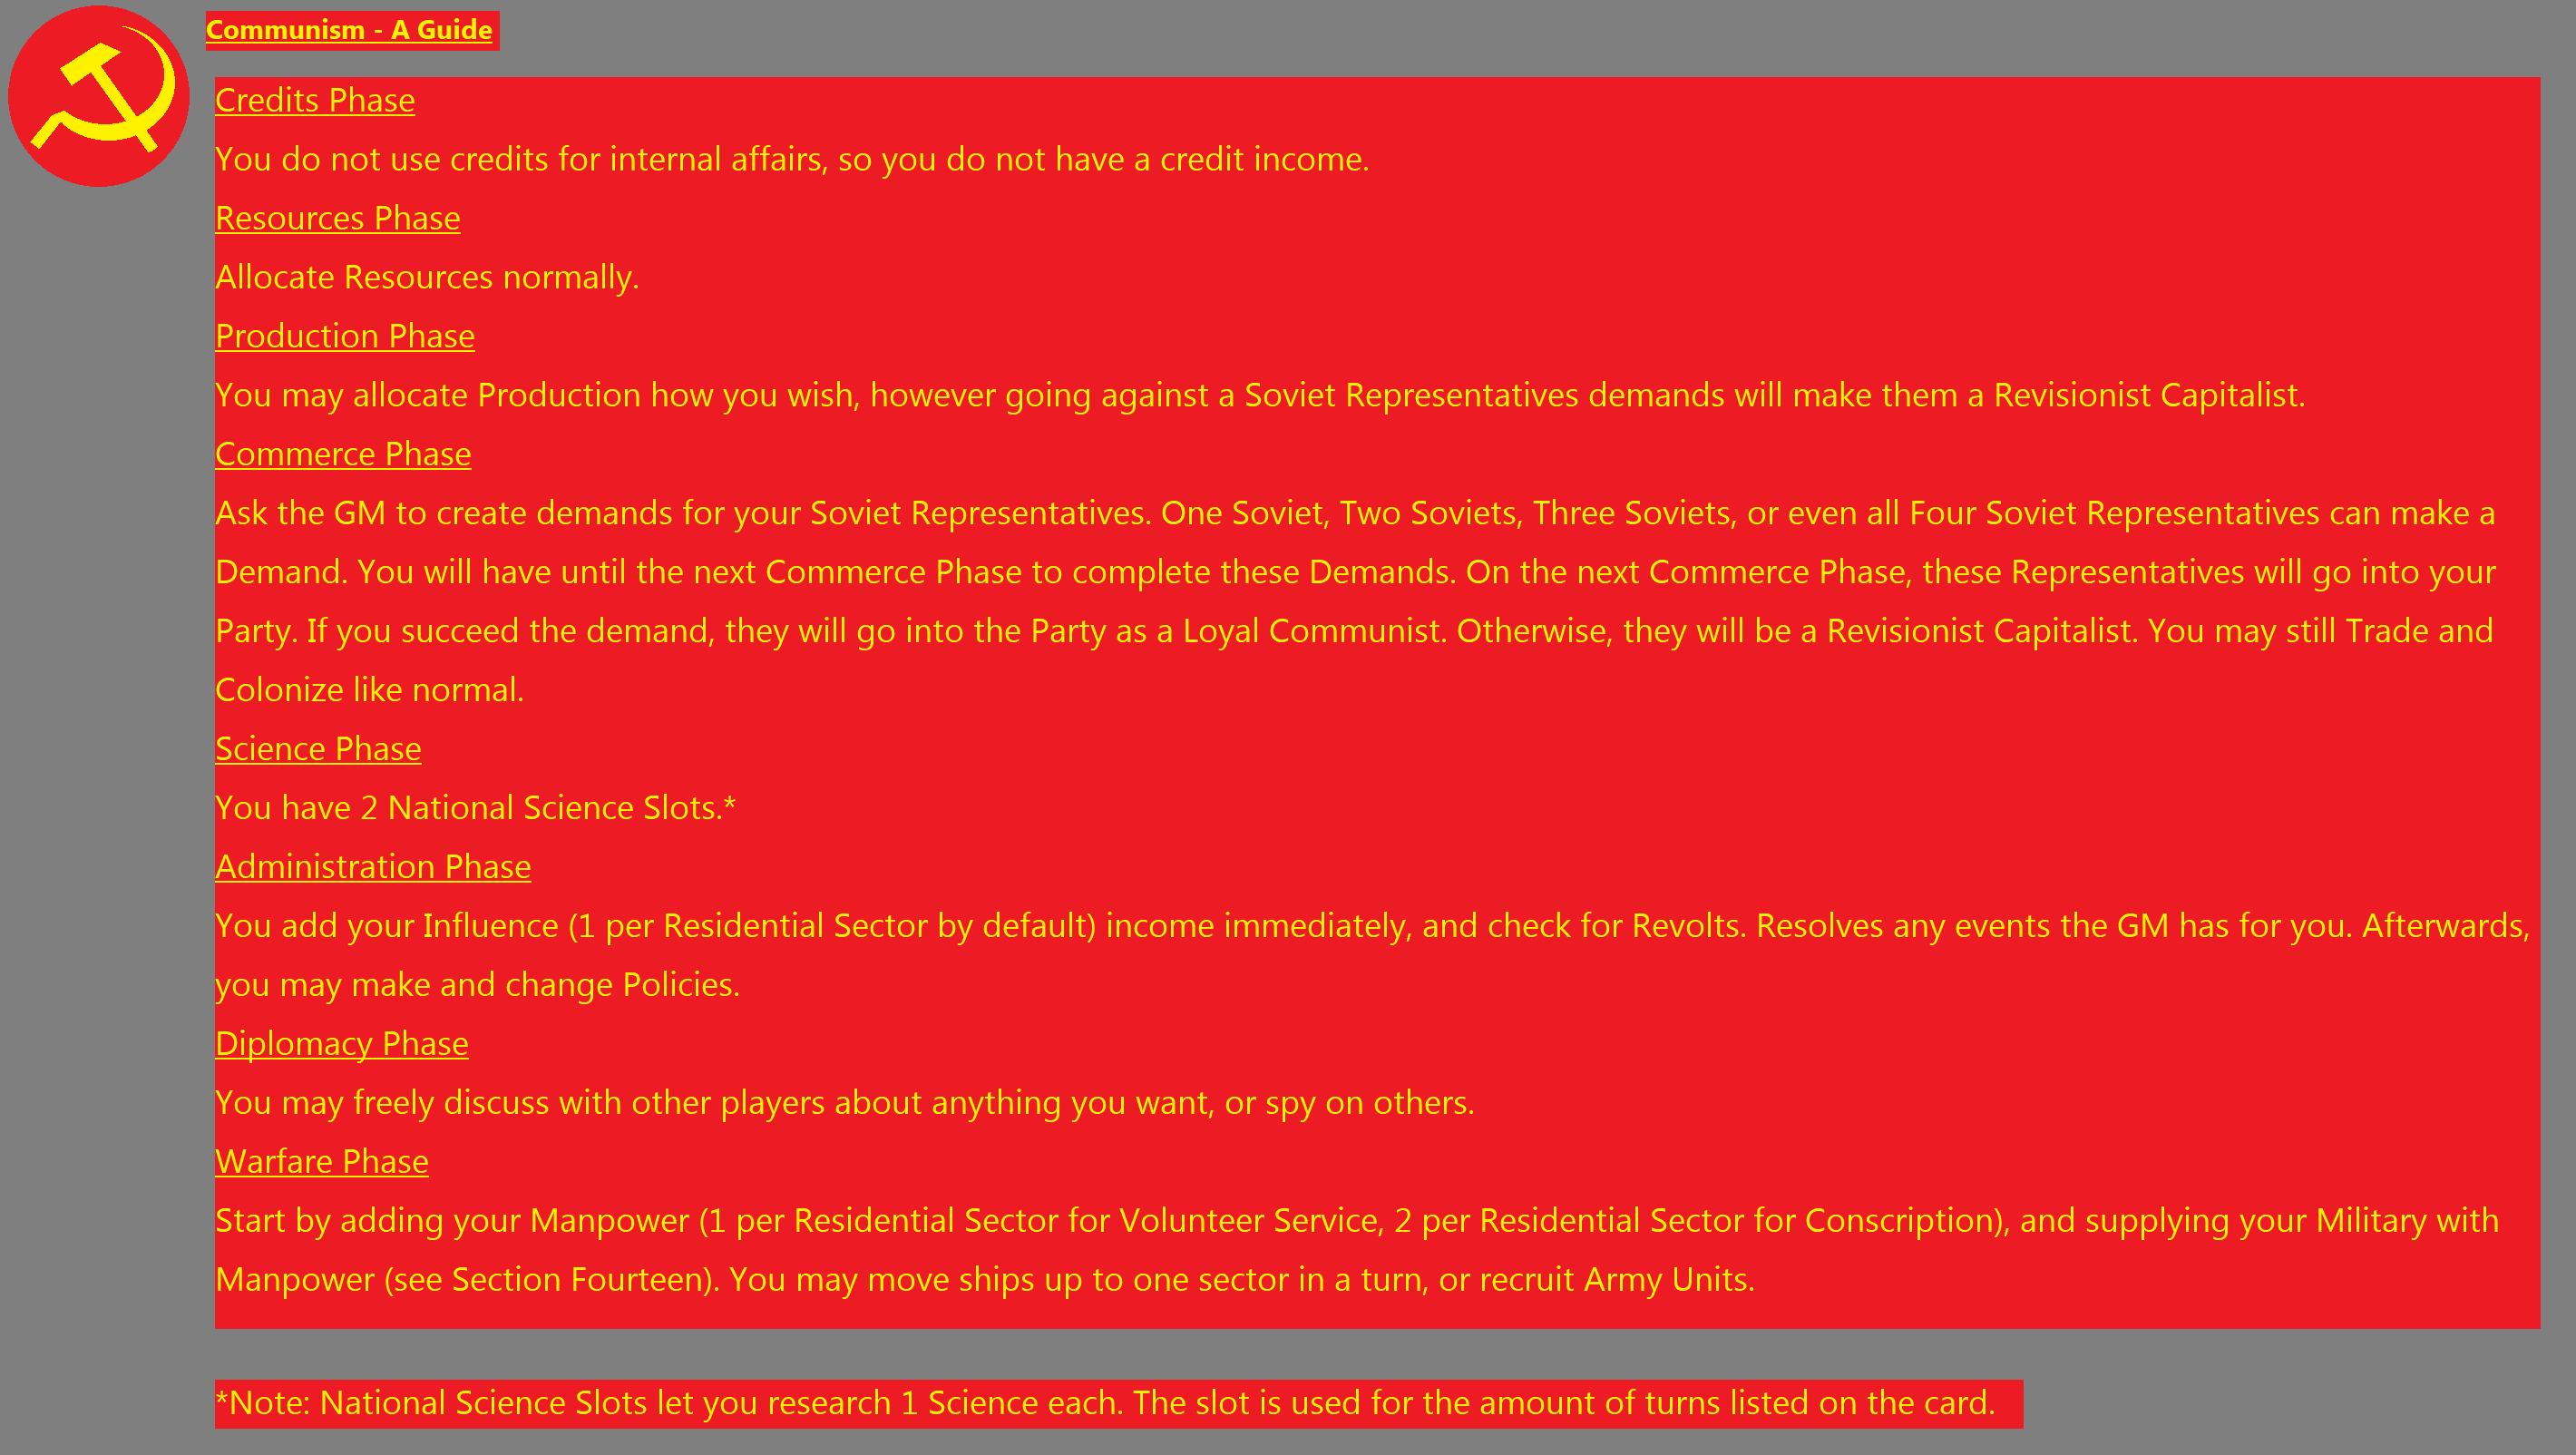 Communism - A Guide
Credits Phase
You do not use credits for internal affairs, so you do not have a credit income.
Resources Phase
Allocate Resources normally.
Production Phase
You may allocate Production how you wish, however going against a Soviet Representatives demands will make them a Revisionist Capitalist.
Commerce Phase
Ask the GM to create demands for your Soviet Representatives. One Soviet, Two Soviets, Three Soviets, or even all Four Soviet Representatives can make a
Demand. You will have until the next Commerce Phase to complete these Demands. On the next Commerce Phase, these Representatives will go into your
Party. If you succeed the demand, they will go into the Party as a Loyal Communist. Otherwise, they will be a Revisionist Capitalist. You may still Trade and
Colonize like normal.
Science Phase
You have 2 National Science Slots.*
Administration Phase
You add your Influence (1 per Residential Sector by default) income immediately, and check for Revolts. Resolves any events the GM has for you. Afterwards,
you may make and change Policies.
Diplomacy Phase
You may freely discuss with other players about anything you want, or spy on others.
Warfare Phase
Start by adding your Manpower (1 per Residential Sector for Volunteer Service, 2 per Residential Sector for Conscription), and supplying your Military with
Manpower (see Section Fourteen). You may move ships up to one sector in a turn, or recruit Army Units.
*Note: National Science Slots let you research 1 Science each. The slot is used for the amount of turns listed on the card.